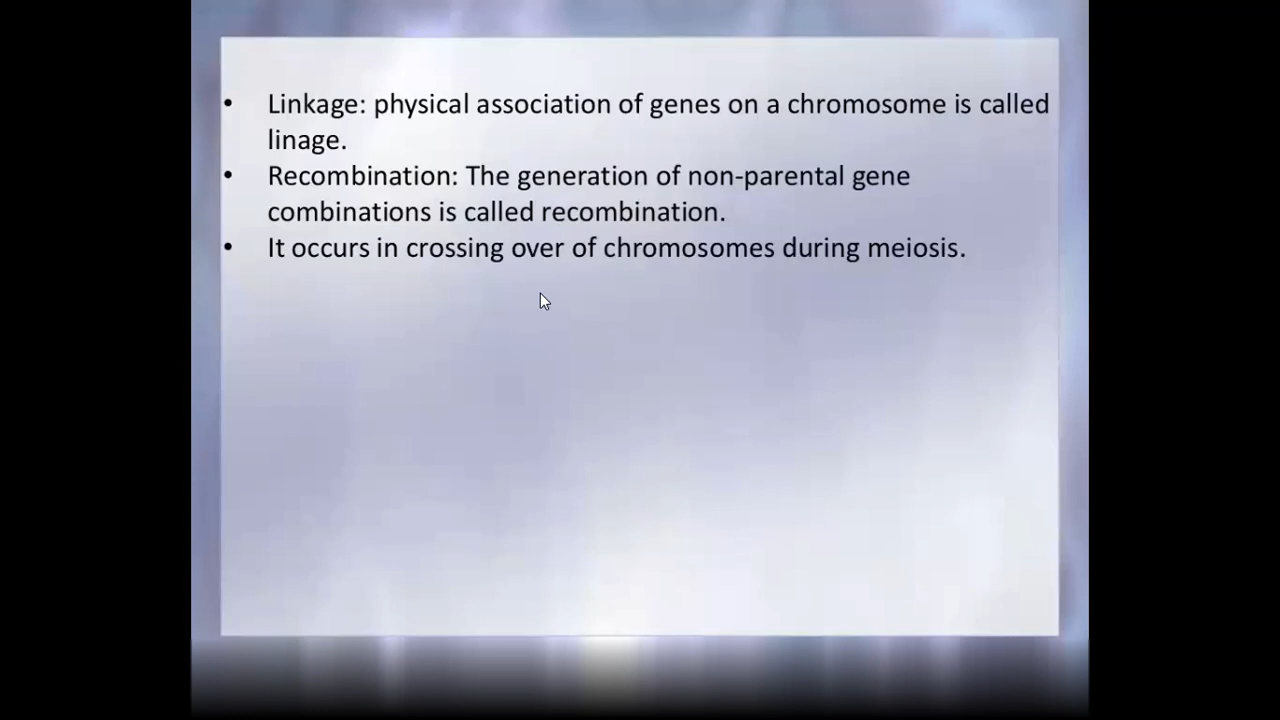 • Linkage: physical association of genes on a chromosome is called
linage.
• Recombination: The generation of non-parental gene
combinations is called recombination.
• It occurs in crossing over of chromosomes during meiosis.